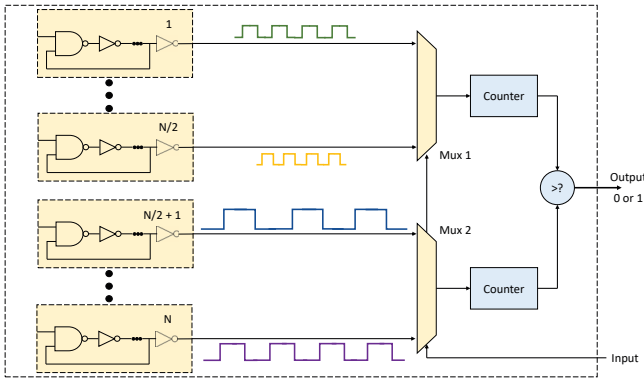 1
N/2
Mux 1
Counter
N/2 + 1
Mux 2
>?
Output
0 or 1
Counter
N
Input